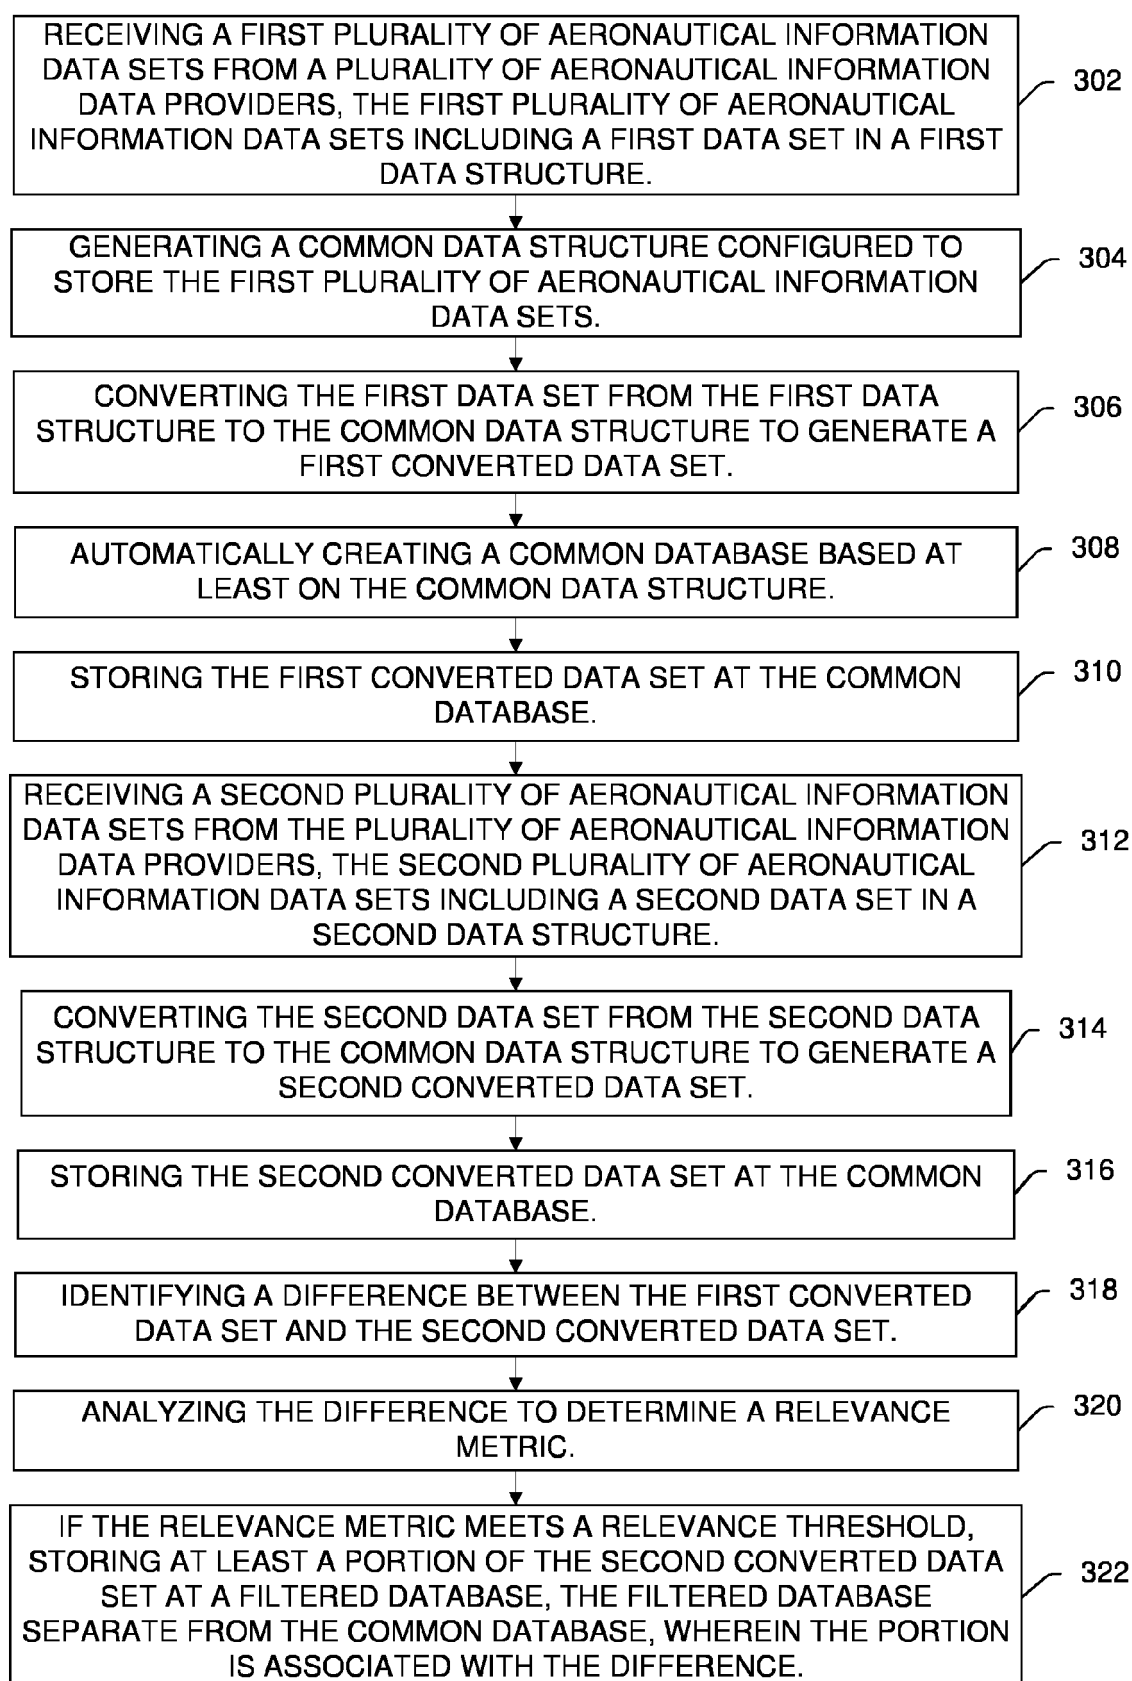 RECEIVING A FIRST PLURALITY OF AERONAUTICAL INFORMATION
DATA SETS FROM A PLURALITY OF AERONAUTICAL INFORMATION
DATA PROVIDERS, THE FIRST PLURALITY OF AERONAUTICAL
INFORMATION DATA SETS INCLUDING A FIRST DATA SET IN A FIRST
DATA STRUCTURE.
302
GENERATING A COMMON DATA STRUCTURE CONFIGURED TO
STORE THE FIRST PLURALITY OF AERONAUTICAL INFORMATION
DATA SETS.
304
CONVERTING THE FIRST DATA SET FROM THE FIRST DATA
STRUCTURE TO THE COMMON DATA STRUCTURE TO GENERATE A
FIRST CONVERTED DATA SET.
306
AUTOMATICALLY CREATING A COMMON DATABASE BASED AT
LEAST ON THE COMMON DATA STRUCTURE.
308
STORING THE FIRST CONVERTED DATA SET AT THE COMMON
DATABASE.
310
RECEIVING A SECOND PLURALITY OF AERONAUTICAL INFORMATION
DATA SETS FROM THE PLURALITY OF AERONAUTICAL INFORMATION
DATA PROVIDERS, THE SECOND PLURALITY OF AERONAUTICAL
INFORMATION DATA SETS INCLUDING A SECOND DATA SET IN A
SECOND DATA STRUCTURE.
312
CONVERTING THE SECOND DATA SET FROM THE SECOND DATA
STRUCTURE TO THE COMMON DATA STRUCTURE TO GENERATE A
SECOND CONVERTED DATA SET.
314
STORING THE SECOND CONVERTED DATA SET AT THE COMMON
DATABASE.
316
IDENTIFYING A DIFFERENCE BETWEEN THE FIRST CONVERTED
DATA SET AND THE SECOND CONVERTED DATA SET.
318
ANALYZING THE DIFFERENCE TO DETERMINE A RELEVANCE
METRIC.
320
IF THE RELEVANCE METRIC MEETS A RELEVANCE THRESHOLD,
STORING AT LEAST A PORTION OF THE SECOND CONVERTED DATA
SET AT A FILTERED DATABASE, THE FILTERED DATABASE
SEPARATE FROM THE COMMON DATABASE, WHEREIN THE PORTION
IS ASSOCIATED WITH THE DIFFERENCE.
322